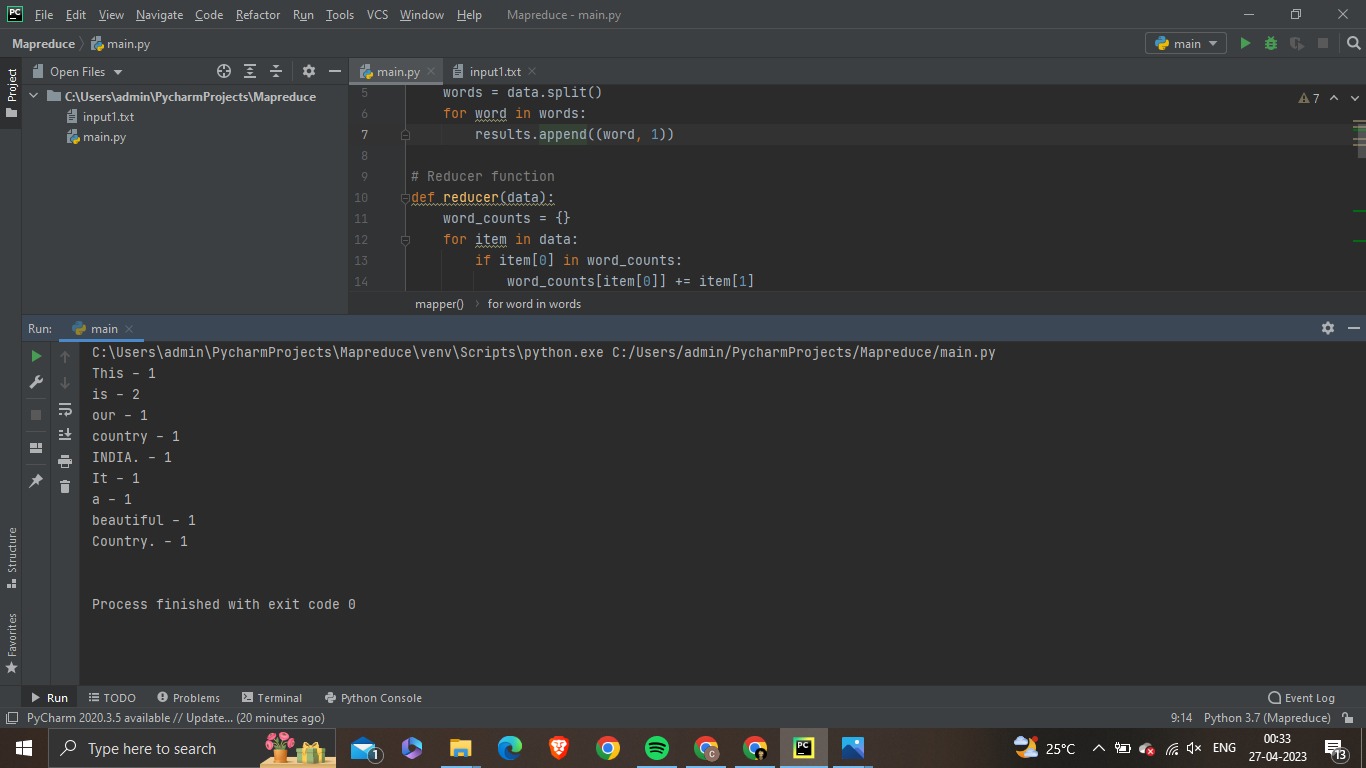 PC File Edit View Navigate Code Refactor Run Tools VCS Window Help Mapreduce - main.py
Mapreduce main.py main
Project Open Files main.py input1.txt
C:\Users\admin\PycharmProjects\Mapreduce
input1.txt
main.py
7
5 words = data.split()
6 for word in words:
7 results.append((word, 1))
8
9 # Reducer function
10 def reducer(data):
11 word_counts = {}
12 for item in data:
13 if item[0] in word_counts:
14 word_counts[item[0]] += item[1]
mapper() for word in words
Run: main
C:\Users\admin\PycharmProjects\Mapreduce\venv\Scripts\python.exe C:/Users/admin/PycharmProjects/Mapreduce/main.py
This - 1
is - 2
our - 1
country - 1
INDIA. - 1
It - 1
a - 1
beautiful - 1
Country. - 1
Process finished with exit code 0
Structure
Favorites
Run TODO Problems Terminal Python Console Event Log
PyCharm 2020.3.5 available // Update... (20 minutes ago) 9:14 Python 3.7 (Mapreduce)
Type here to search 1 C PC 25°C ENG 00:33
27-04-2023 13